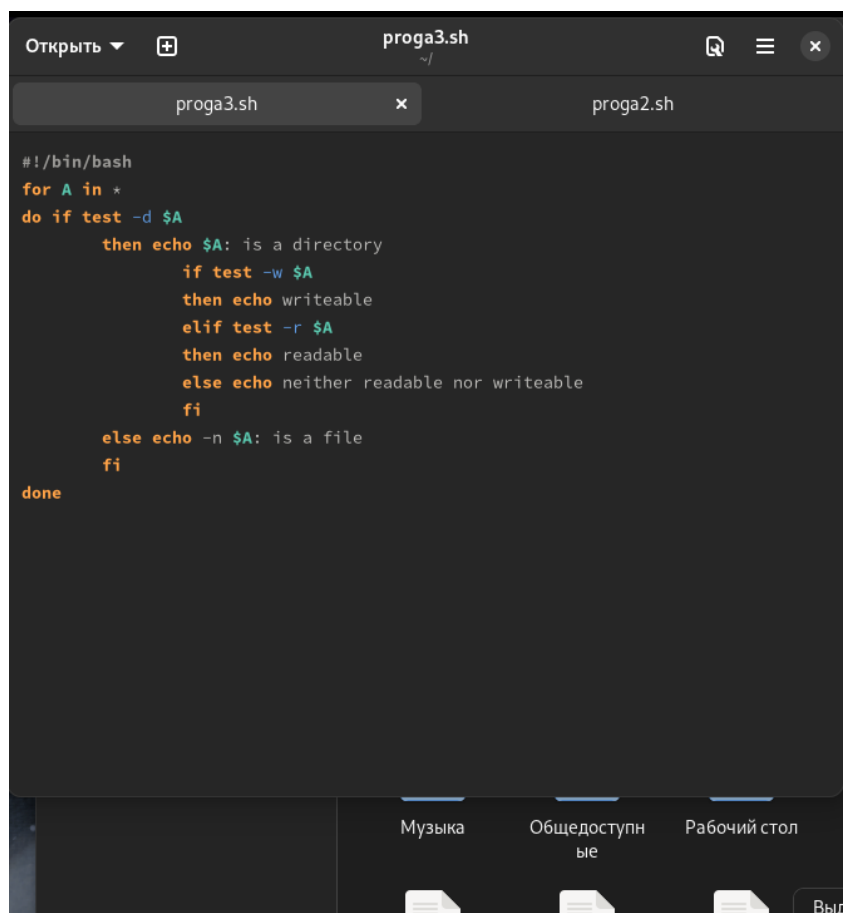 Открыть
proga3.sh
~/
proga3.sh
proga2.sh
#!/bin/bash
for A in *
do if test -d $A
then echo $A: is a directory
if test -w $A
then echo writeable
elif test -r $A
then echo readable
else echo neither readable nor writeable
fi
else echo -n $A: is a file
fi
done
Музыка
Общедоступн
ые
Рабочий стол